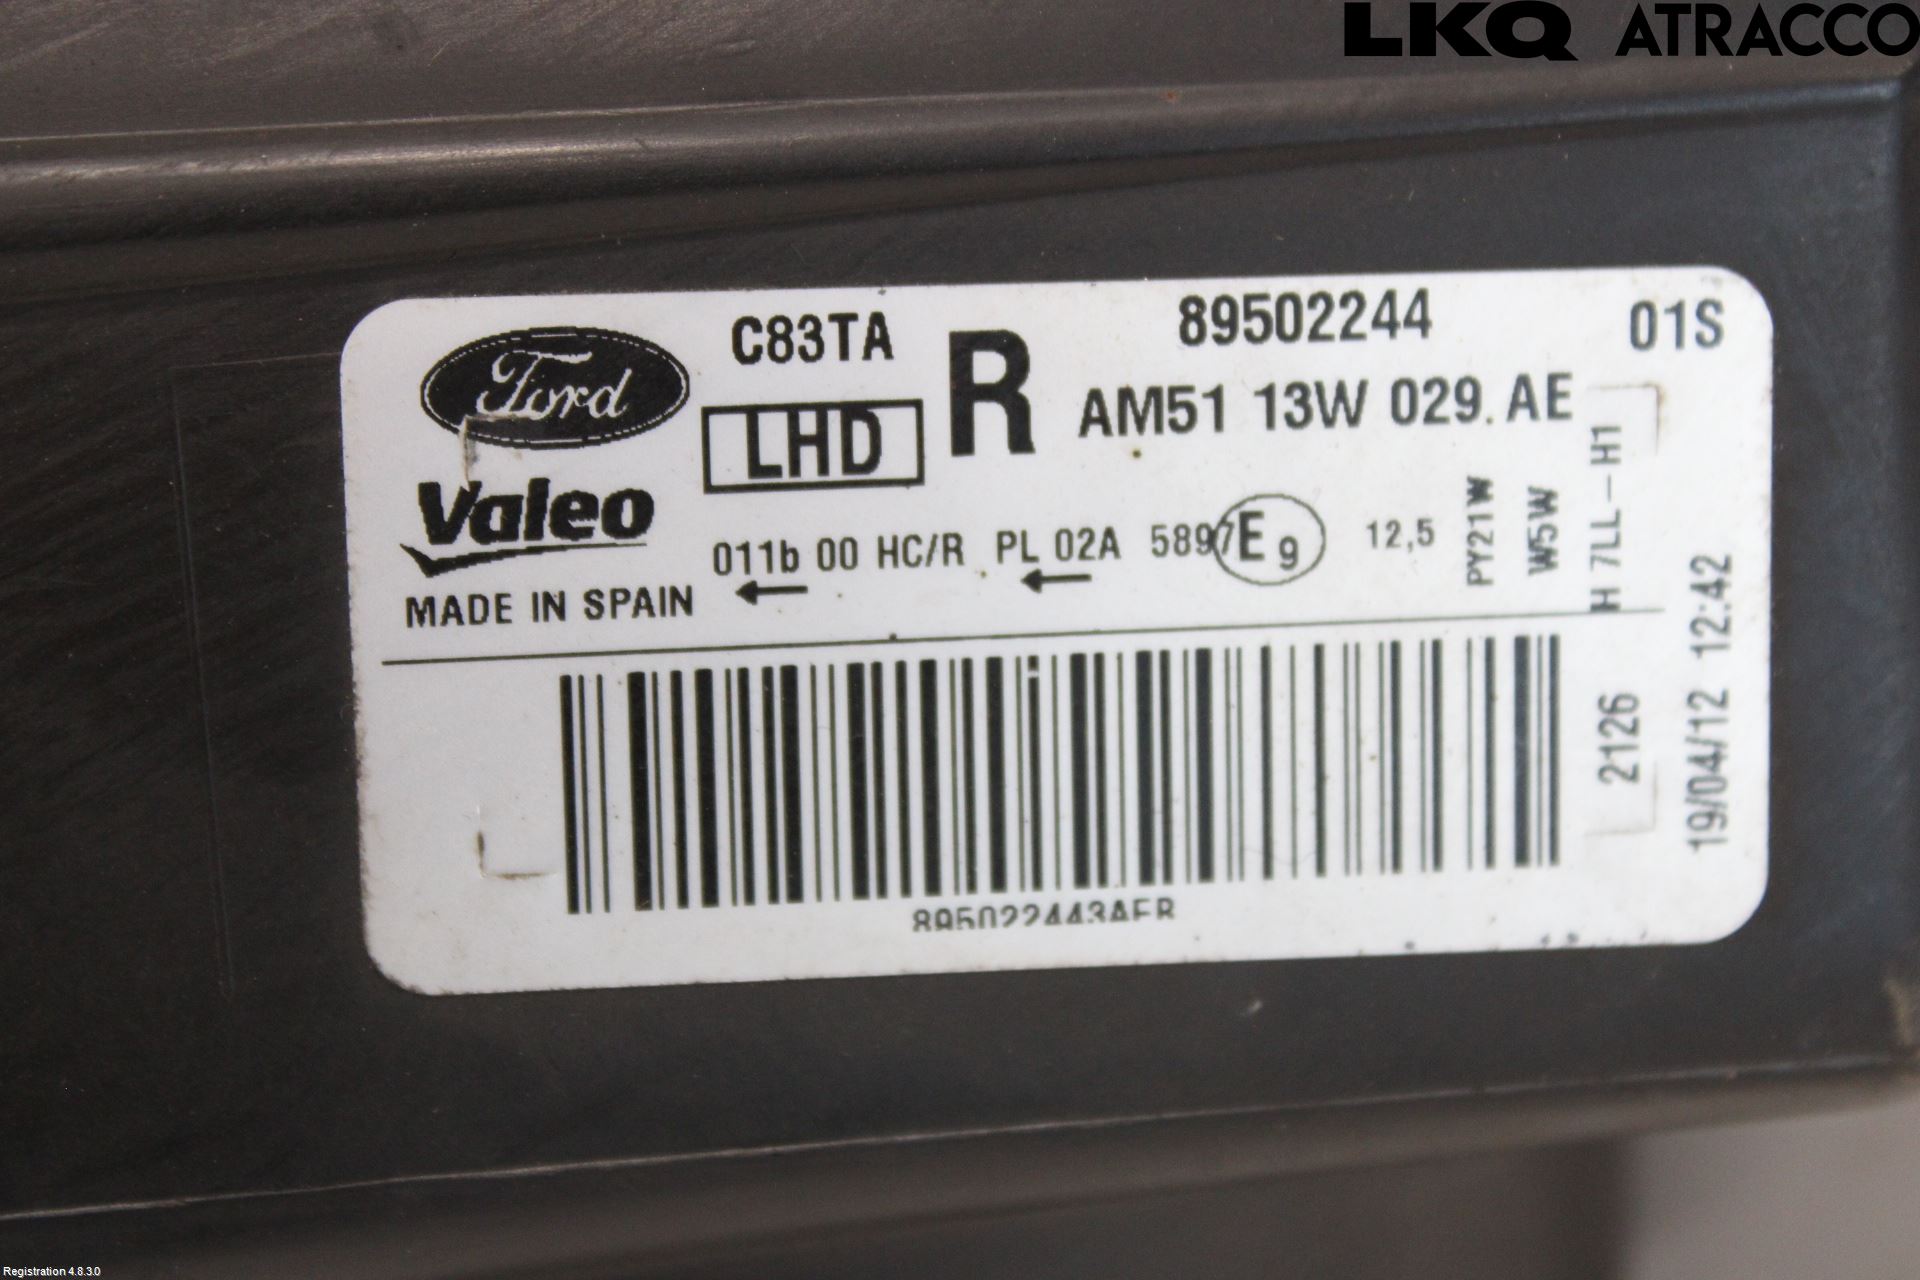 LKQ ATRACCO
Ford
C83TA
R
89502244
01S
LHD
AM51 13W 029. AE
Valeo
011b 00 HC/R PL 02A 5897 E9 12,5
PY21W
W5W
H 7LL-H1
MADE IN SPAIN
2126
19/04/12 12:42
895022443AER
Registration 4.8.3.0